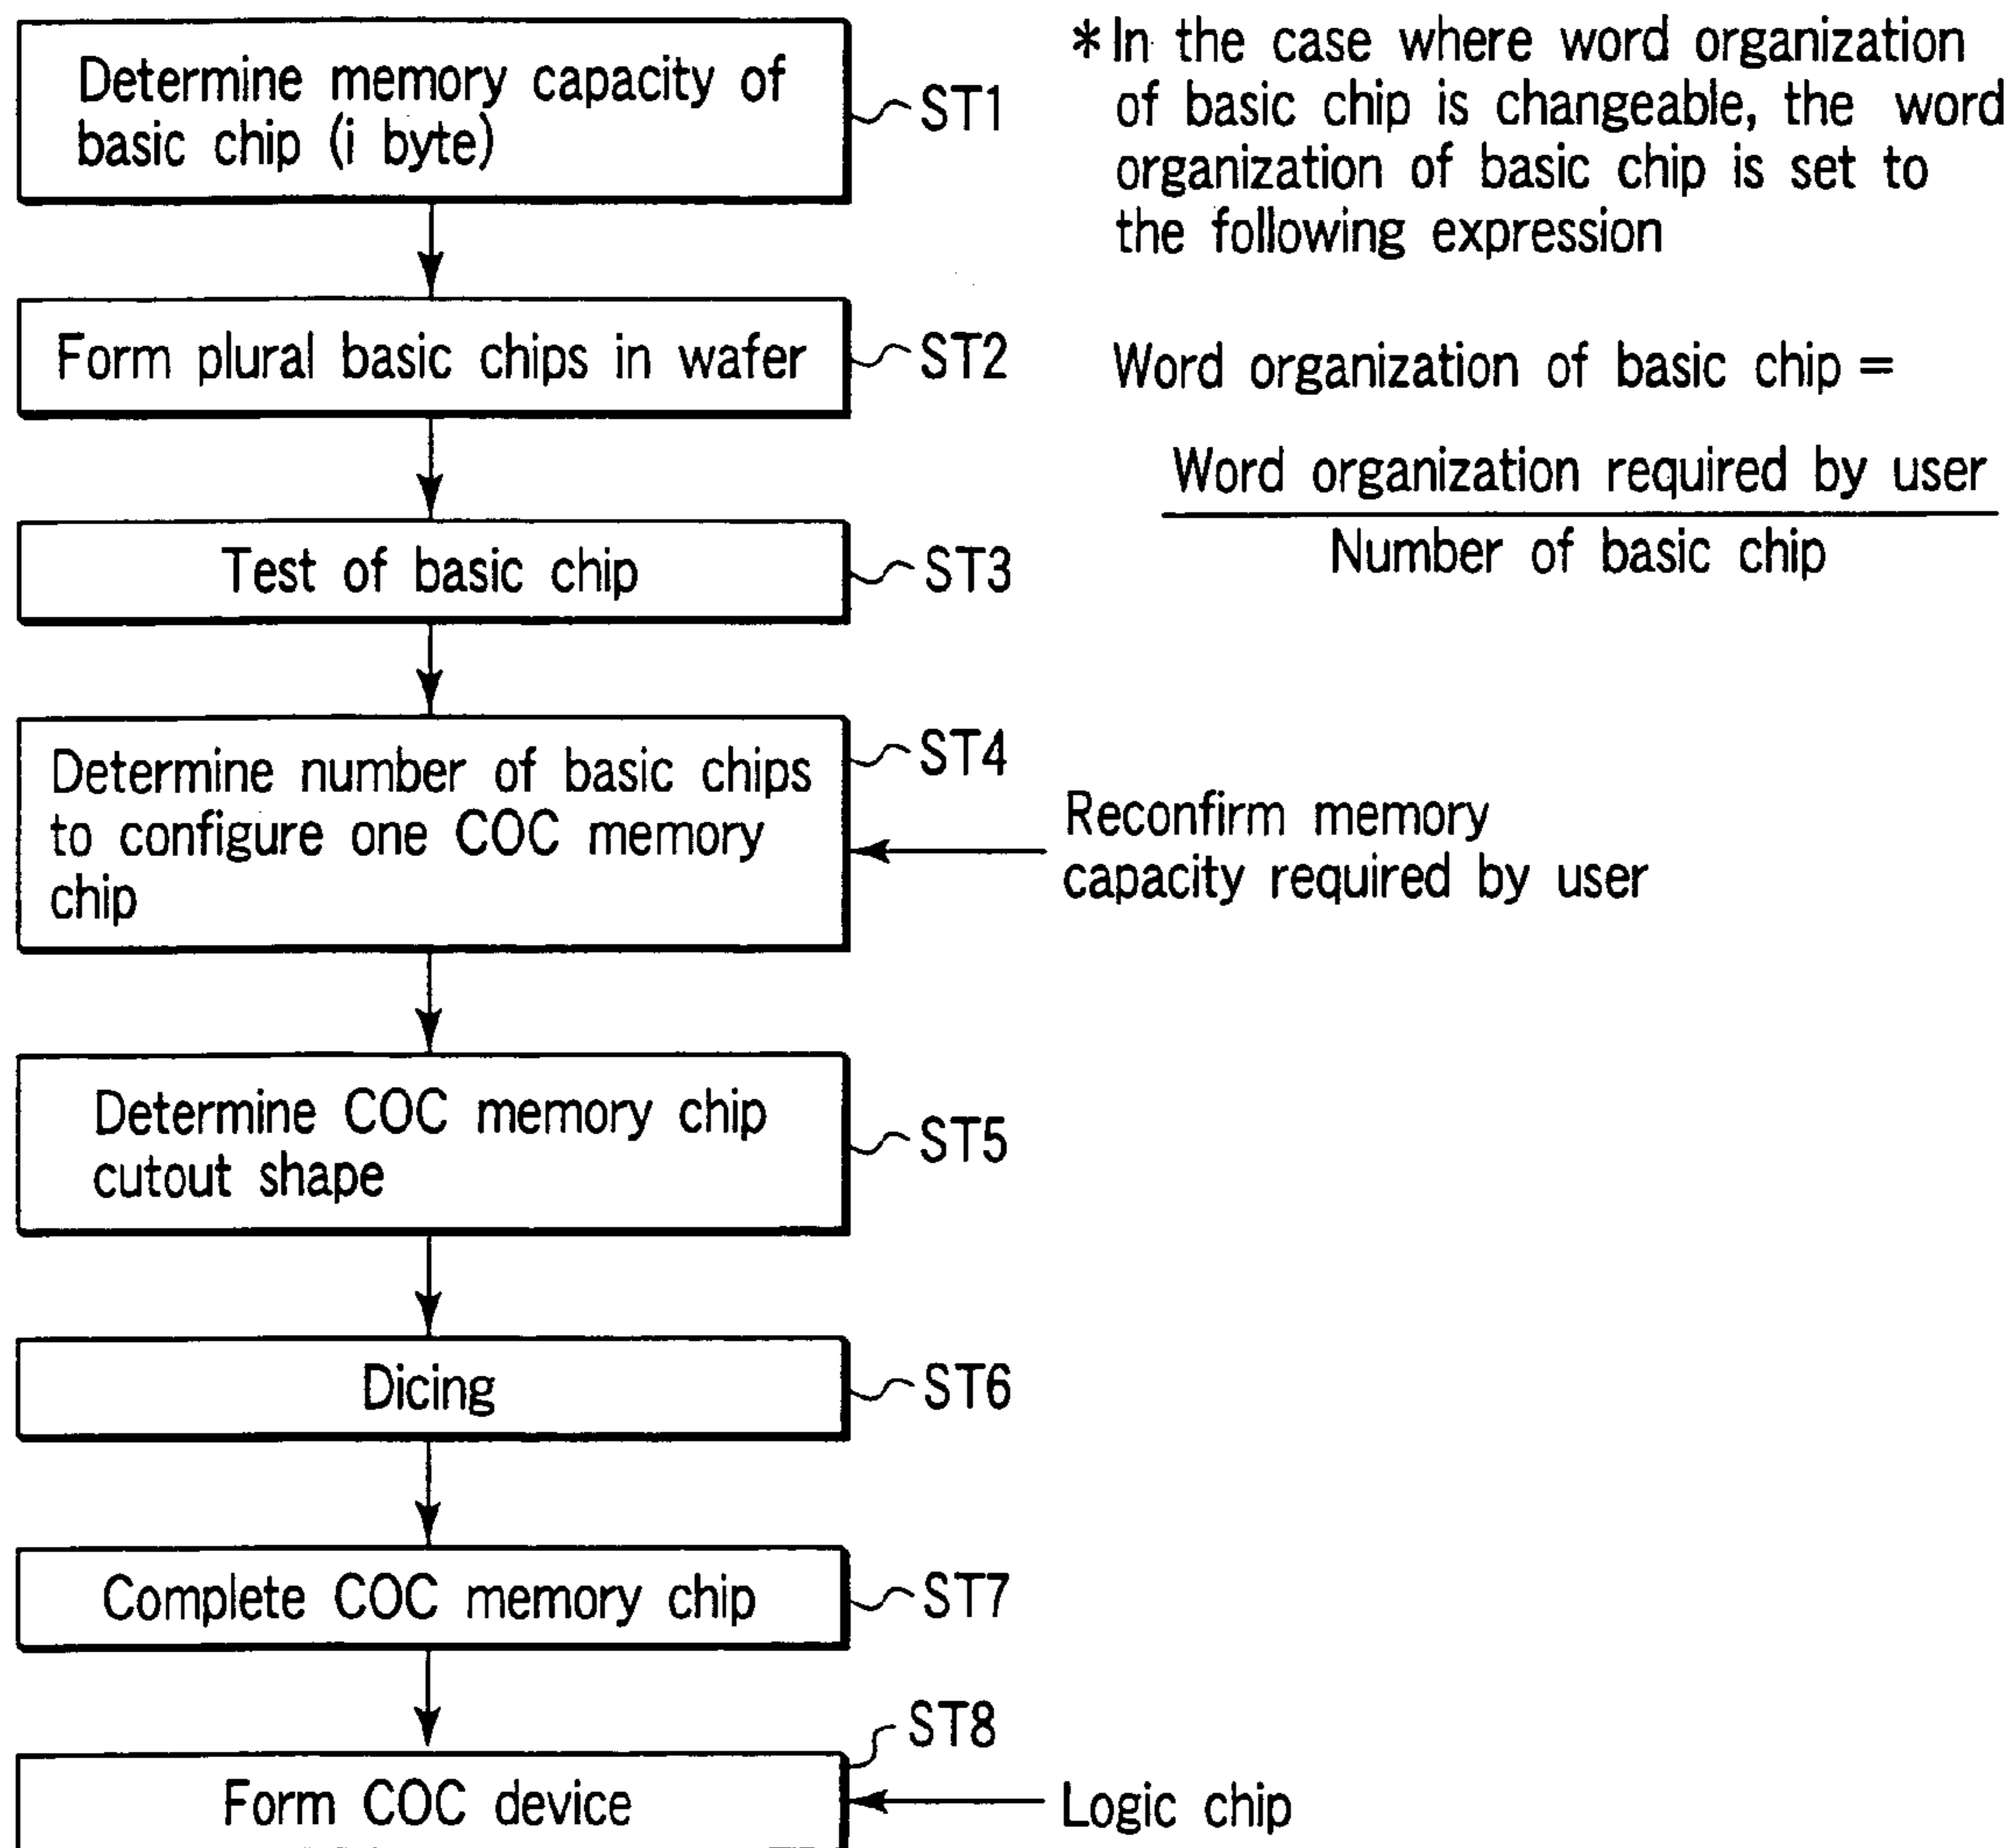 Determine memory capacity of
basic chip (i byte)
ST1
*In the case where word organization
of basic chip is changeable, the word
organization of basic chip is set to
the following expression
Word organization of basic chip =
Word organization required by user
Number of basic chip
Form plural basic chips in wafer
ST2
Test of basic chip
ST3
Determine number of basic chips
to configure one COC memory
chip
ST4
Reconfirm memory
capacity required by user
Determine COC memory chip
cutout shape
ST5
Dicing
ST6
Complete COC memory chip
ST7
ST8
Form COC device
Logic chip